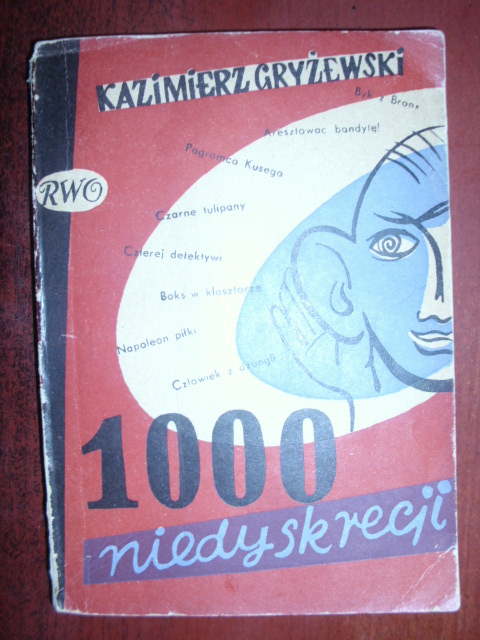 KAZIMIERZ GRYŻEWSKI
Byk z Bronx
Aresztować bandytę!
Pogromca Kusego
RWO
Czarne tulipany
Czterej detektywi
Boks w klasztorze
Napoleon piłki
Człowiek z dżungli
1000
niedyskrecji